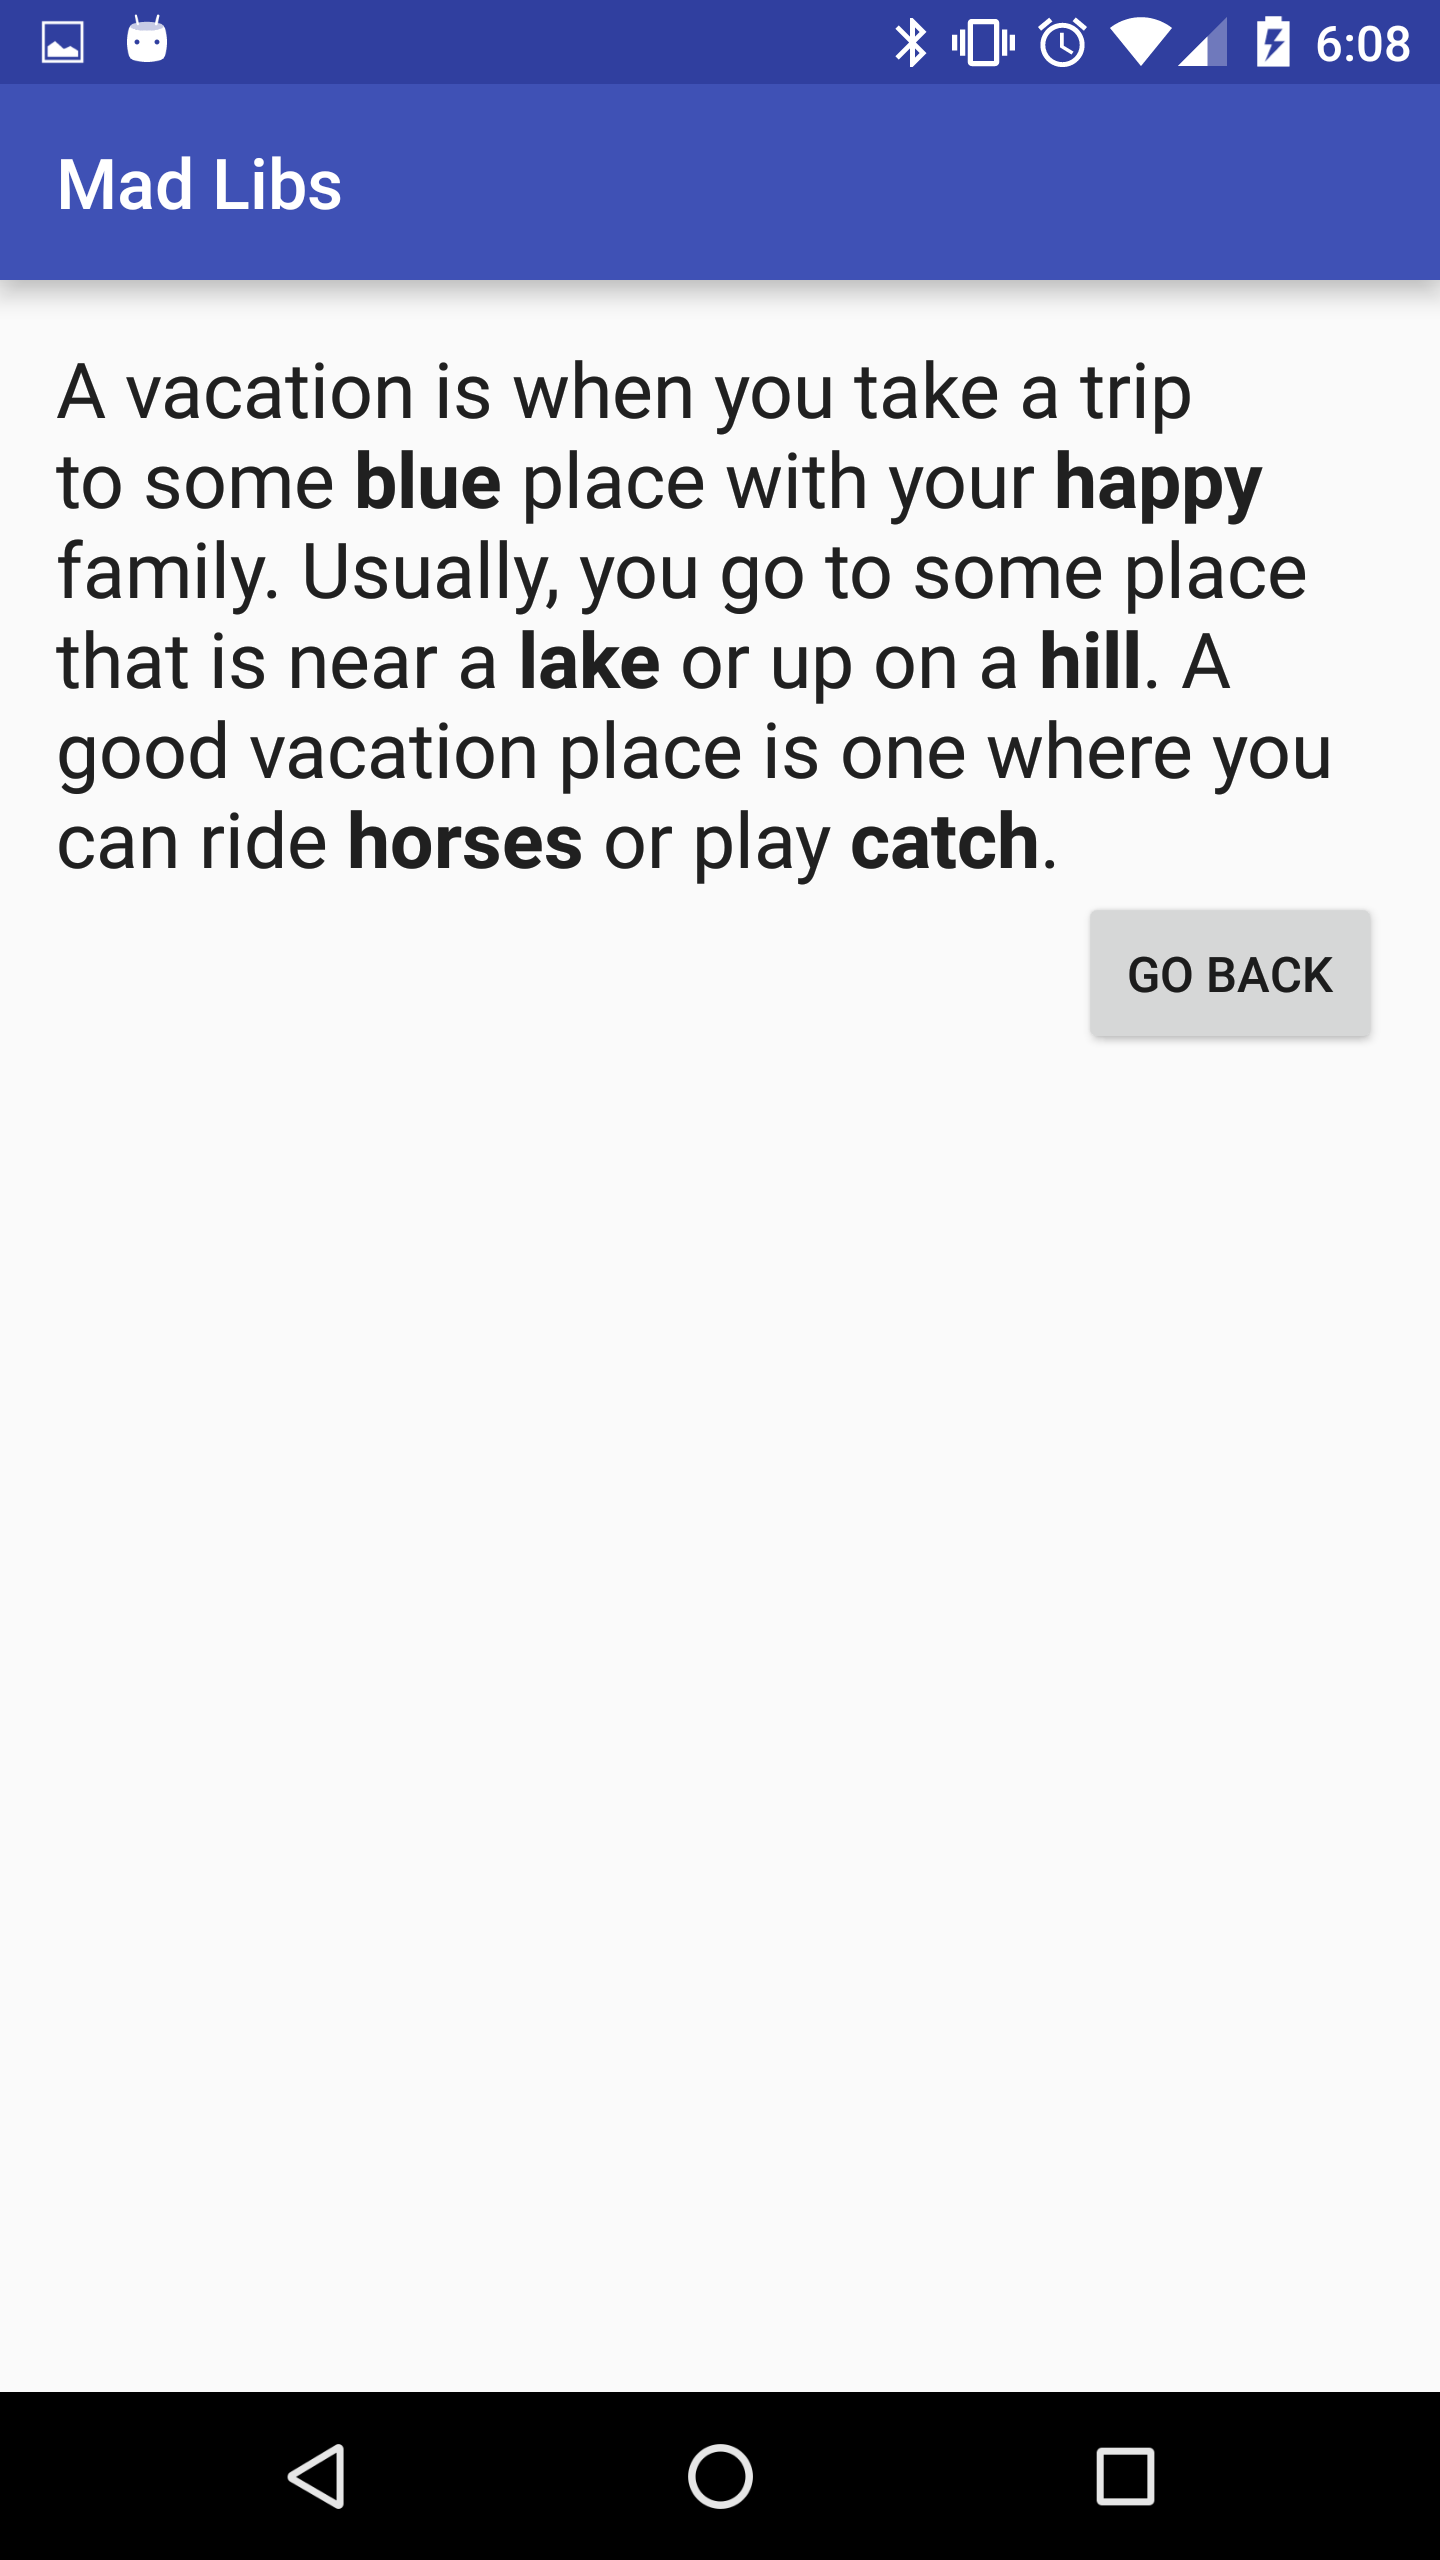 6:08
Mad Libs
A vacation is when you take a trip
to some blue place with your happy
family. Usually, you go to some place
that is near a lake or up on a hill. A
good vacation place is one where you
can ride horses or play catch.
GO BACK